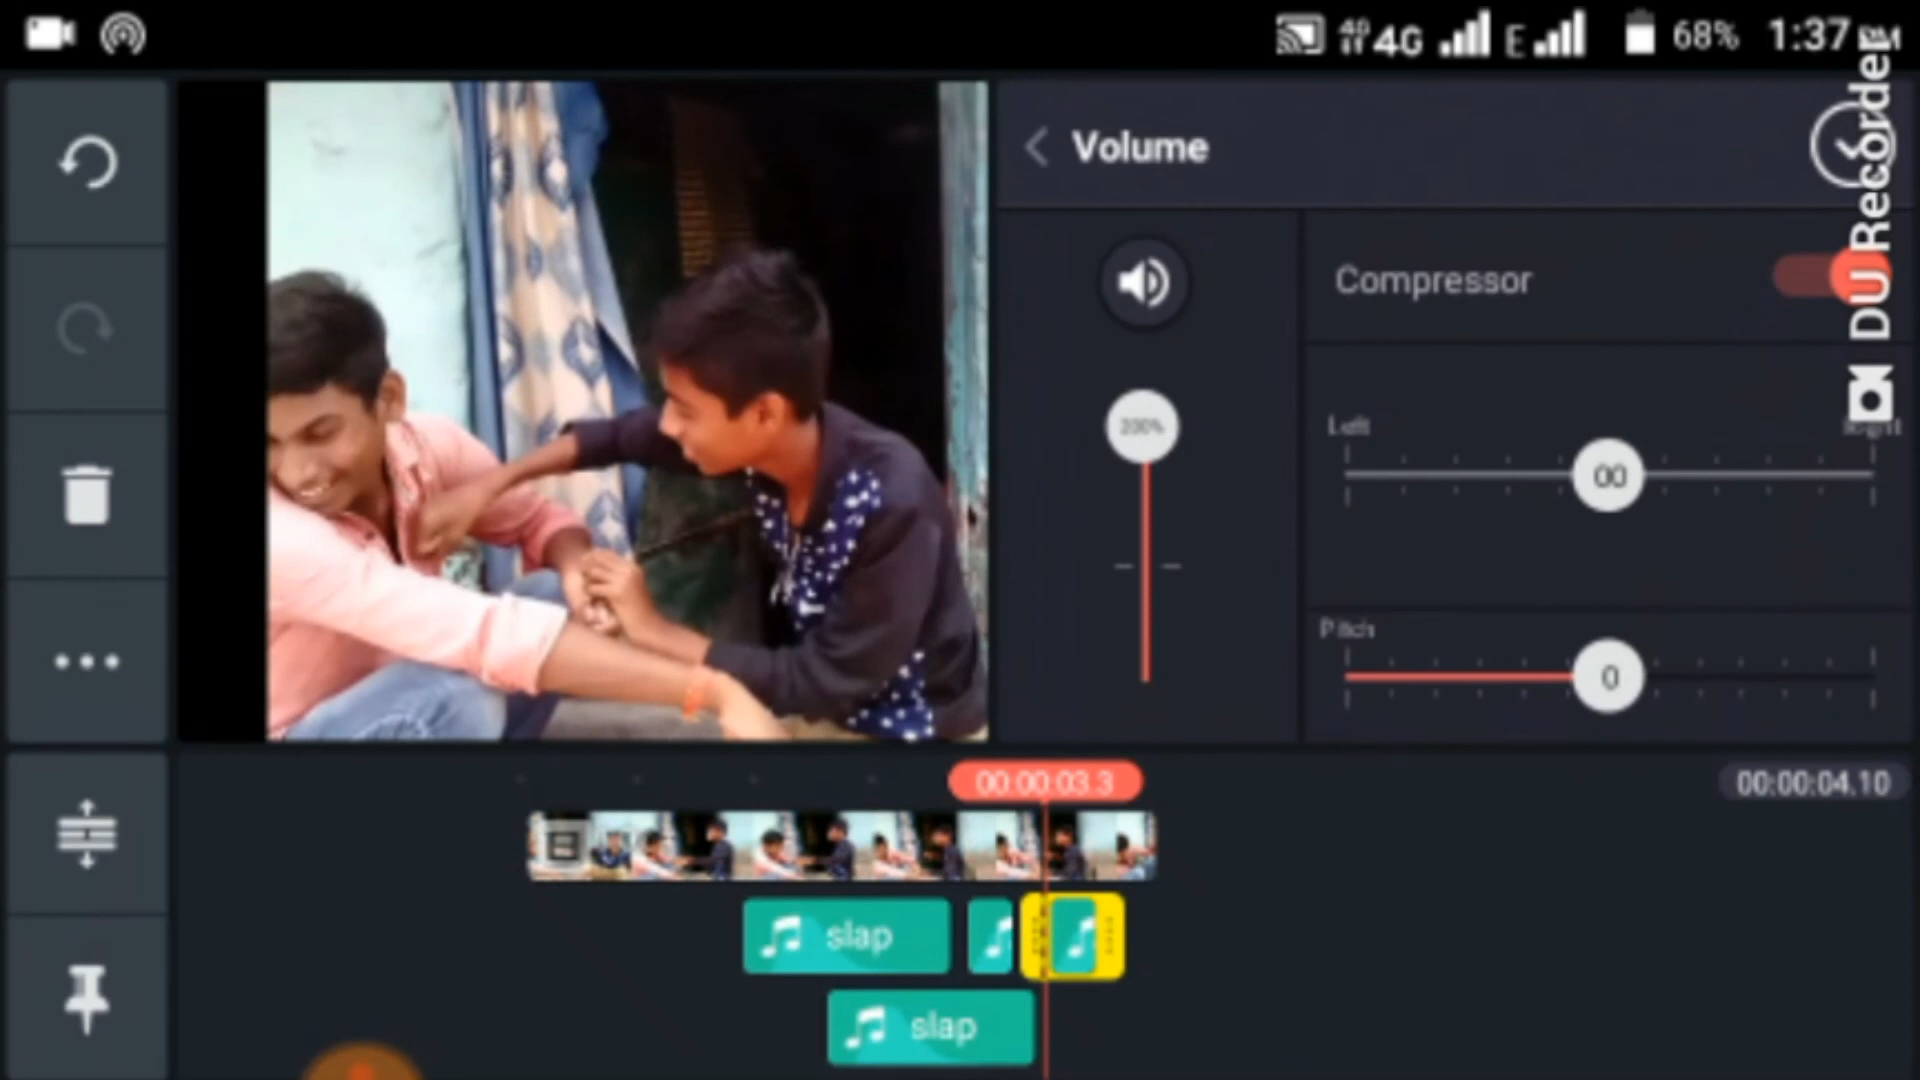 4G E 68% 1:37 PM
DU Recorder
Volume
Compressor
200%
Left Right
00
Pitch
0
00:00:03.3
00:00:04.10
slap
slap